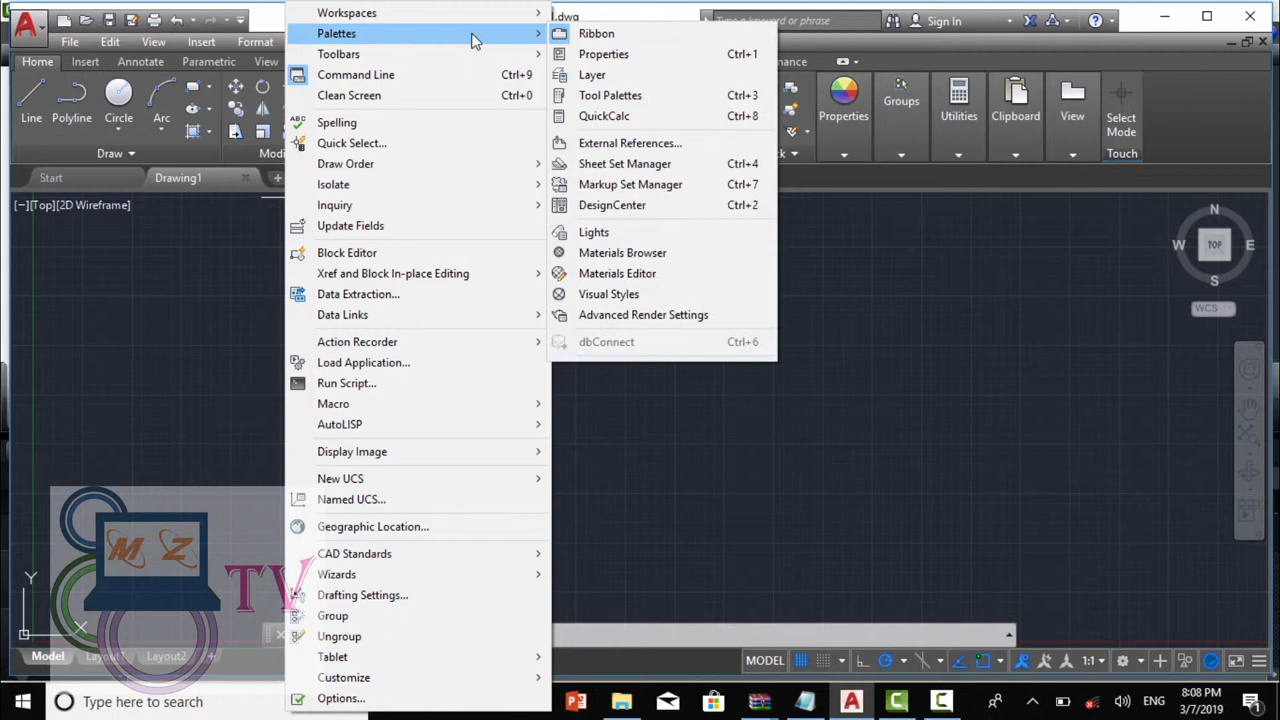 .dwg
Type a keyword or phrase
Sign In
File
Edit
View
Insert
Format
Home
Insert
Annotate
Parametric
View
Line
Polyline
Circle
Arc
Draw
Properties
Groups
Utilities
Clipboard
View
Select
Mode
Touch
Start
Drawing1
[−][Top][2D Wireframe]
Workspaces
Palettes
Toolbars
Command Line Ctrl+9
Clean Screen Ctrl+0
ABC
Spelling
Quick Select...
Draw Order
Isolate
Inquiry
Update Fields
Block Editor
Xref and Block In-place Editing
Data Extraction...
Data Links
Action Recorder
Load Application...
Run Script...
Macro
AutoLISP
Display Image
New UCS
Named UCS...
Geographic Location...
CAD Standards
Wizards
Drafting Settings...
Group
Ungroup
Tablet
Customize
Options...
Ribbon
Properties Ctrl+1
Layer
Tool Palettes Ctrl+3
QuickCalc Ctrl+8
External References...
Sheet Set Manager Ctrl+4
Markup Set Manager Ctrl+7
DesignCenter Ctrl+2
Lights
Materials Browser
Materials Editor
Visual Styles
Advanced Render Settings
dbConnect Ctrl+6
N
W TOP E
S
WCS
M Z
TV
Y
X
Model Layout1 Layout2 +
MODEL
1:1
Type here to search
ENG
8:08 PM
3/7/2019